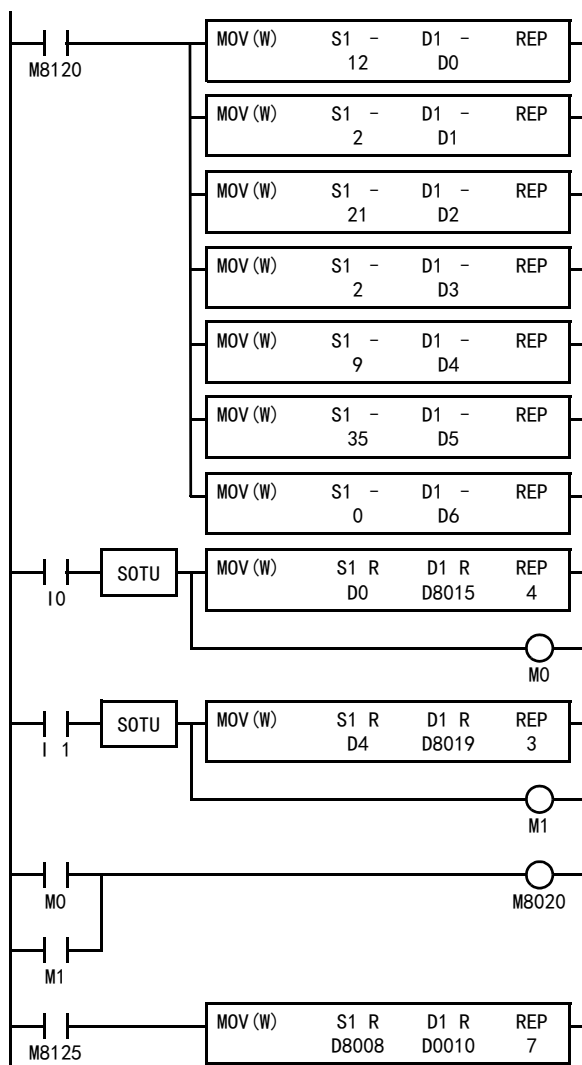 MOV(W) S1 - D1 - REP
12 D0
M8120
MOV(W) S1 - D1 - REP
2 D1
MOV(W) S1 - D1 - REP
21 D2
MOV(W) S1 - D1 - REP
2 D3
MOV(W) S1 - D1 - REP
9 D4
MOV(W) S1 - D1 - REP
35 D5
MOV(W) S1 - D1 - REP
0 D6
SOTU MOV(W) S1 R D1 R REP
I0 D0 D8015 4
M0
SOTU MOV(W) S1 R D1 R REP
I 1 D4 D8019 3
M1
M0 M8020
M1
MOV(W) S1 R D1 R REP
M8125 D8008 D0010 7